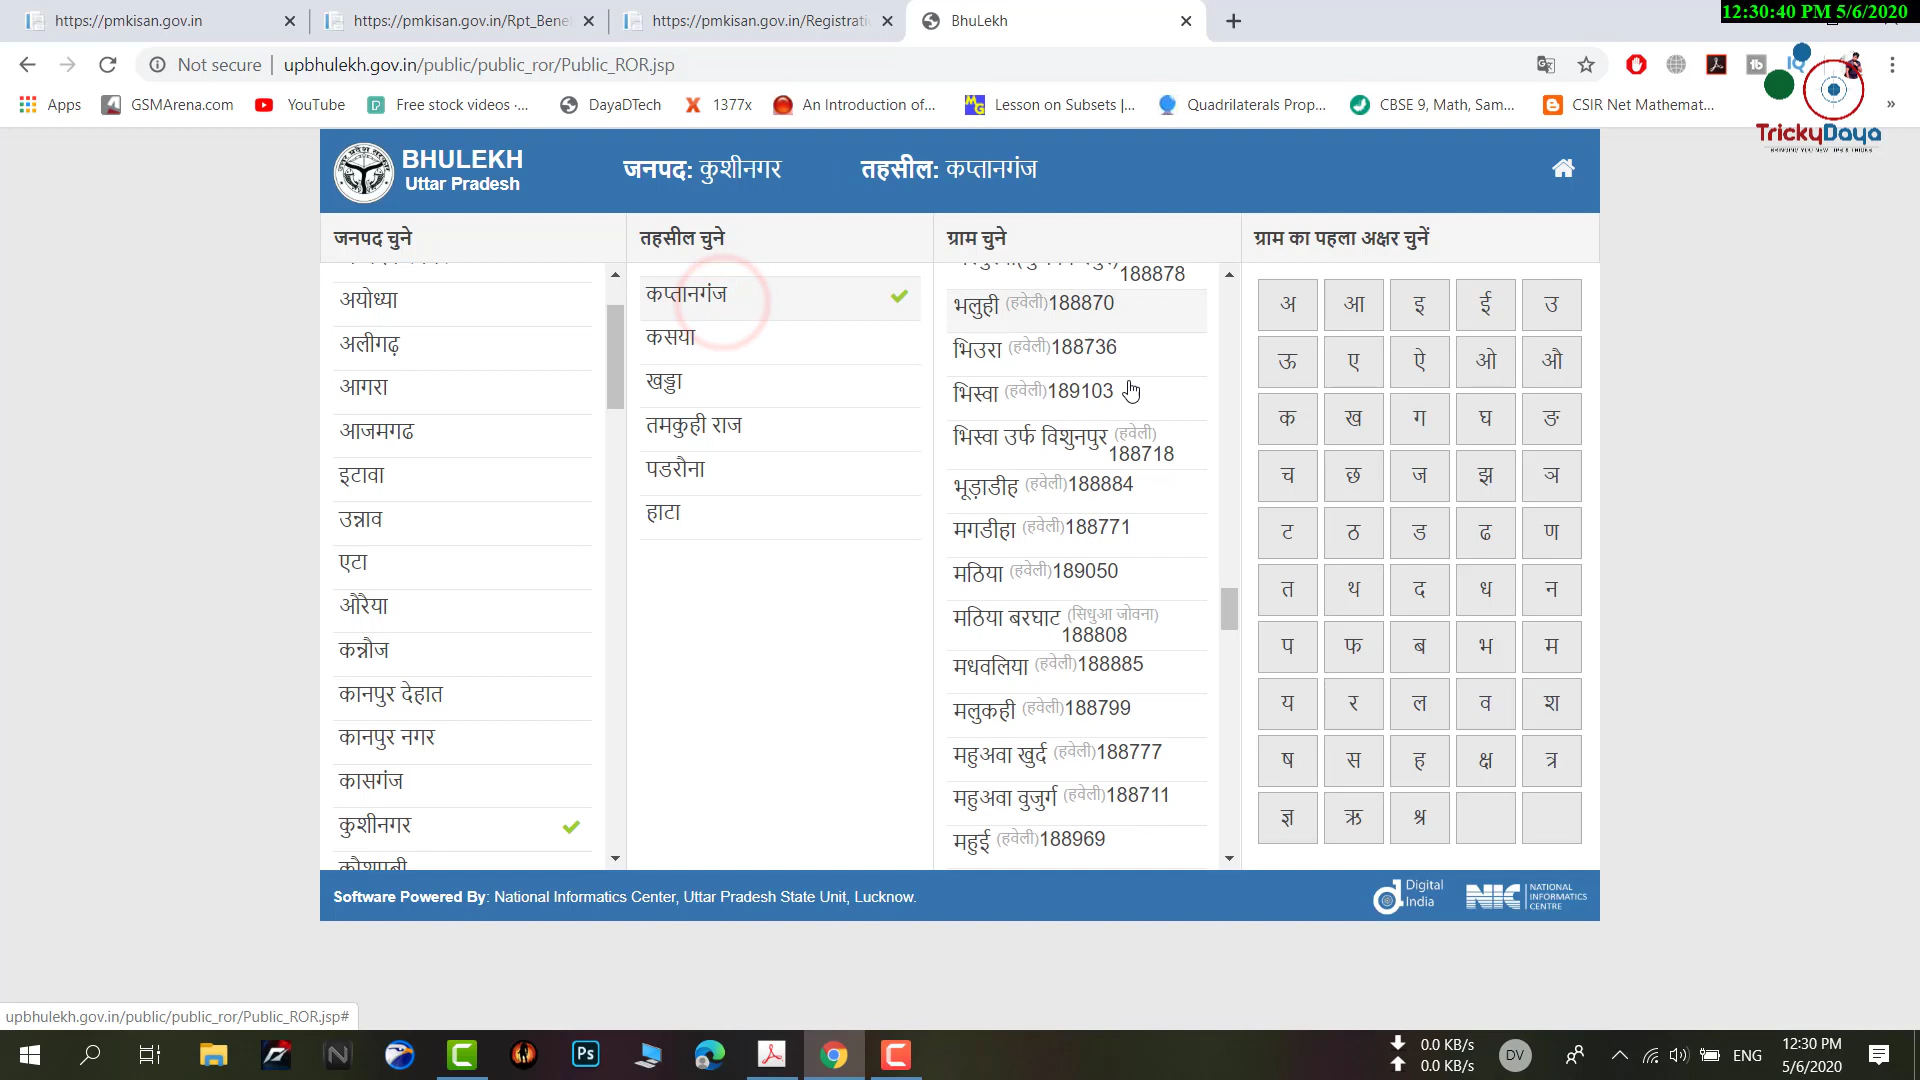 12:30:40 PM 5/6/2020
https://pmkisan.gov.in
https://pmkisan.gov.in/Rpt_Bene
https://pmkisan.gov.in/Registrati
BhuLekh
Not secure
upbhulekh.gov.in/public/public_ror/Public_ROR.jsp
Apps
GSMArena.com
YouTube
Free stock videos -...
DayaDTech
1377x
An Introduction of...
Lesson on Subsets |...
Quadrilaterals Prop...
CBSE 9, Math, Sam...
CSIR Net Mathemat...
»
TrickyDaya
BHULEKH
Uttar Pradesh
जनपद: कुशीनगर
तहसील: कप्तानगंज
जनपद चुने
तहसील चुने
ग्राम चुने
ग्राम का पहला अक्षर चुनें
अयोध्या
अलीगढ़
आगरा
आजमगढ
इटावा
उन्नाव
एटा
औरैया
कन्नौज
कानपुर देहात
कानपुर नगर
कासगंज
कुशीनगर
कप्तानगंज
कसया
खड्डा
तमकुही राज
पडरौना
हाटा
188878
भलुही (हवेली)188870
भिउरा (हवेली)188736
भिस्वा (हवेली)189103
भिस्वा उर्फ विशुनपुर (हवेली)
188718
भूड़ाडीह (हवेली)188884
मगडीहा (हवेली)188771
मठिया (हवेली)189050
मठिया बरघाट (सिधुआ जोवना)
188808
मधवलिया (हवेली)188885
मलुकही (हवेली)188799
महुअवा खुर्द (हवेली)188777
महुअवा वुजुर्ग (हवेली)188711
महुई (हवेली)188969
अ आ इ ई उ
ऊ ए ऐ ओ औ
क ख ग घ ङ
च छ ज झ ञ
ट ठ ड ढ ण
त थ द ध न
प फ ब भ म
य र ल व श
ष स ह क्ष त्र
ज्ञ ऋ श्र
Software Powered By: National Informatics Center, Uttar Pradesh State Unit, Lucknow.
Digital
India
NIC
NATIONAL
INFORMATICS
CENTRE
upbhulekh.gov.in/public/public_ror/Public_ROR.jsp#
Ps
0.0 KB/s
0.0 KB/s
DV
ENG
12:30 PM
5/6/2020